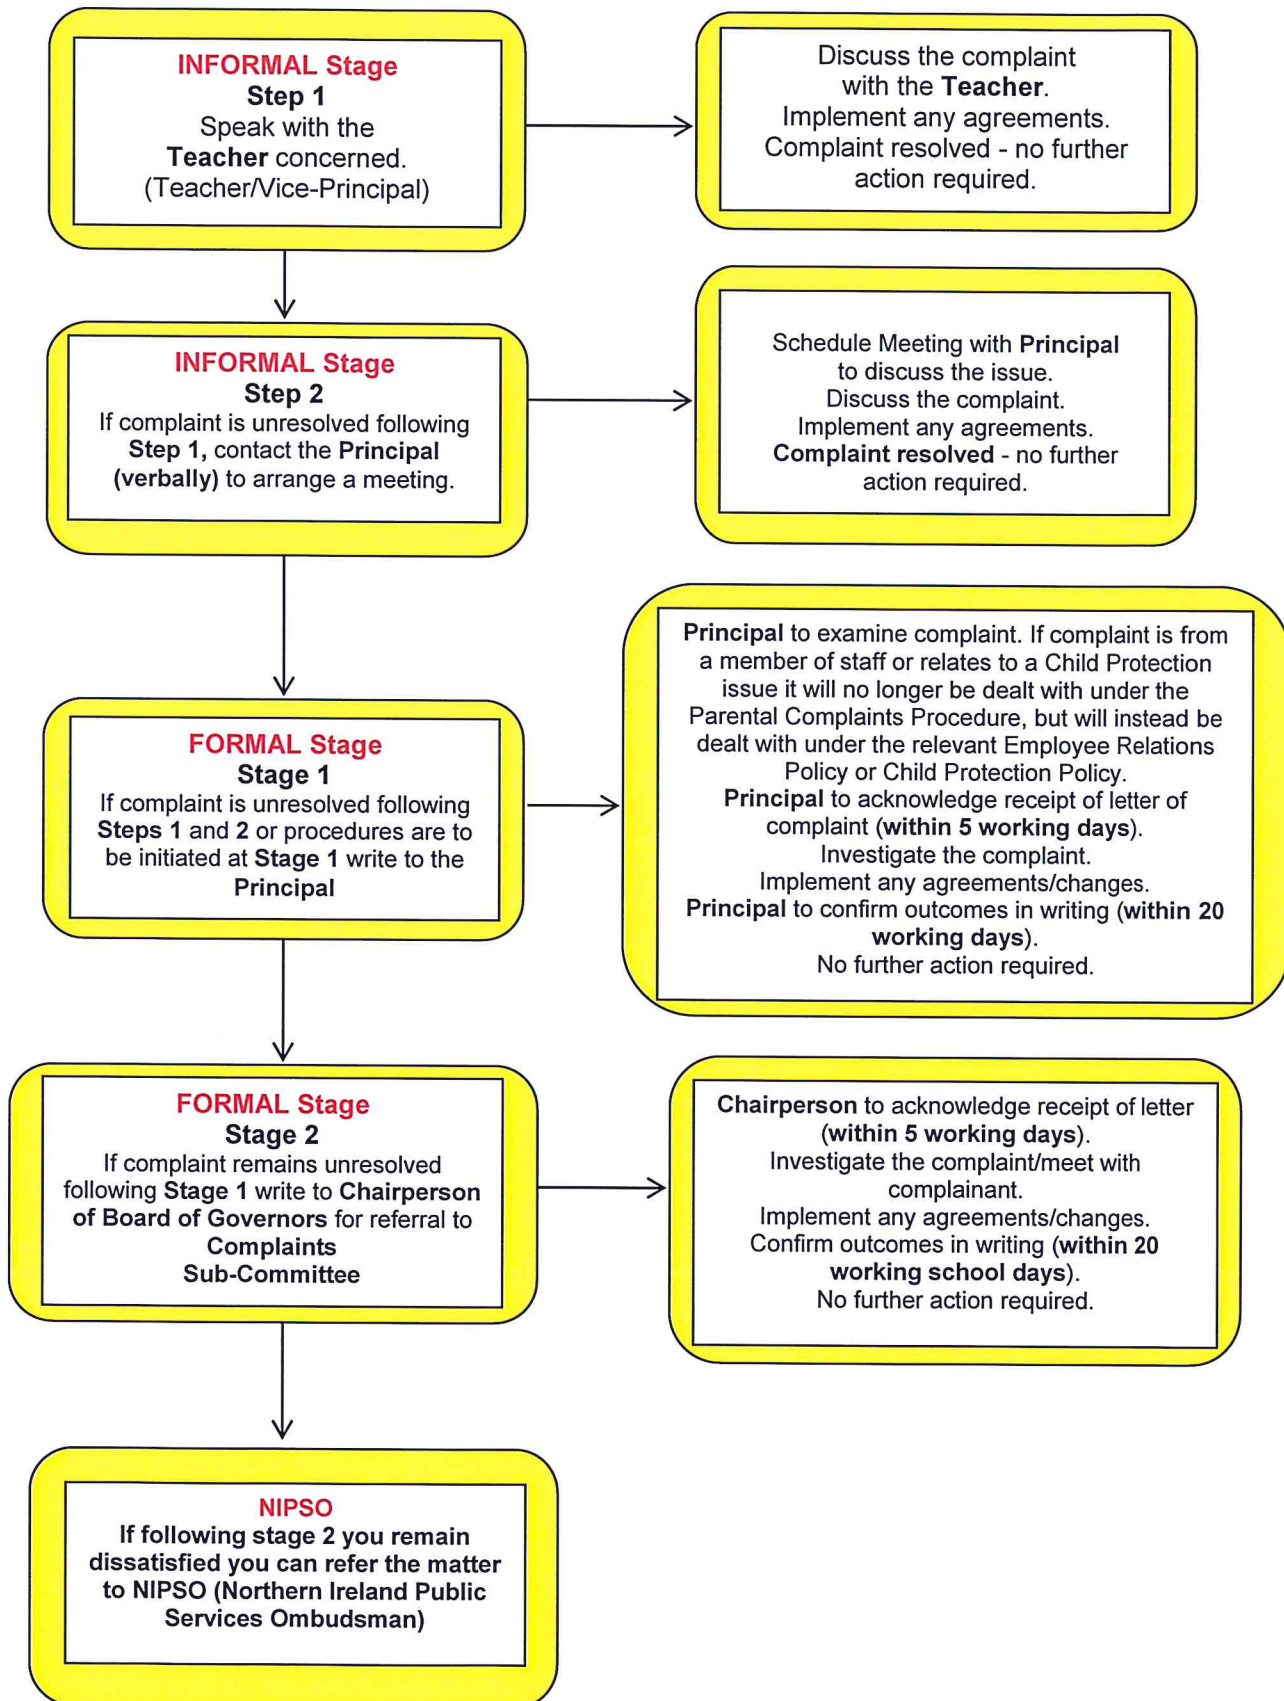 INFORMAL Stage
Step 1
Speak with the
Teacher concerned.
(Teacher/Vice-Principal)
Discuss the complaint
with the Teacher.
Implement any agreements.
Complaint resolved - no further
action required.
INFORMAL Stage
Step 2
If complaint is unresolved following
Step 1, contact the Principal
(verbally) to arrange a meeting.
Schedule Meeting with Principal
to discuss the issue.
Discuss the complaint.
Implement any agreements.
Complaint resolved - no further
action required.
FORMAL Stage
Stage 1
If complaint is unresolved following
Steps 1 and 2 or procedures are to
be initiated at Stage 1 write to the
Principal
Principal to examine complaint. If complaint is from
a member of staff or relates to a Child Protection
issue it will no longer be dealt with under the
Parental Complaints Procedure, but will instead be
dealt with under the relevant Employee Relations
Policy or Child Protection Policy.
Principal to acknowledge receipt of letter of
complaint (within 5 working days).
Investigate the complaint.
Implement any agreements/changes.
Principal to confirm outcomes in writing (within 20
working days).
No further action required.
FORMAL Stage
Stage 2
If complaint remains unresolved
following Stage 1 write to Chairperson
of Board of Governors for referral to
Complaints
Sub-Committee
Chairperson to acknowledge receipt of letter
(within 5 working days).
Investigate the complaint/meet with
complainant.
Implement any agreements/changes.
Confirm outcomes in writing (within 20
working school days).
No further action required.
NIPSO
If following stage 2 you remain
dissatisfied you can refer the matter
to NIPSO (Northern Ireland Public
Services Ombudsman)